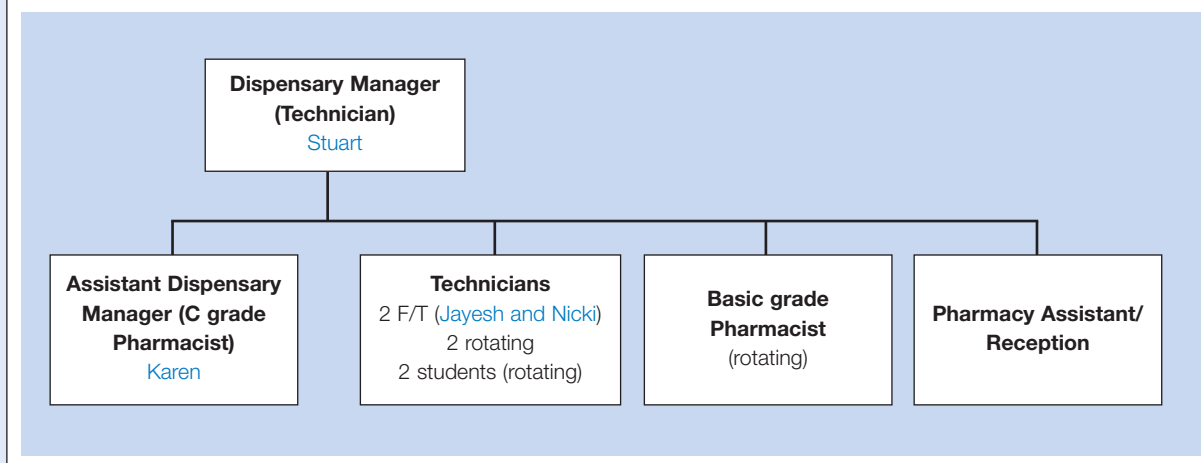 Dispensary Manager
(Technician)
Stuart
Assistant Dispensary
Manager (C grade
Pharmacist)
Karen
Technicians
2 F/T (Jayesh and Nicki)
2 rotating
2 students (rotating)
Basic grade
Pharmacist
(rotating)
Pharmacy Assistant/
Reception